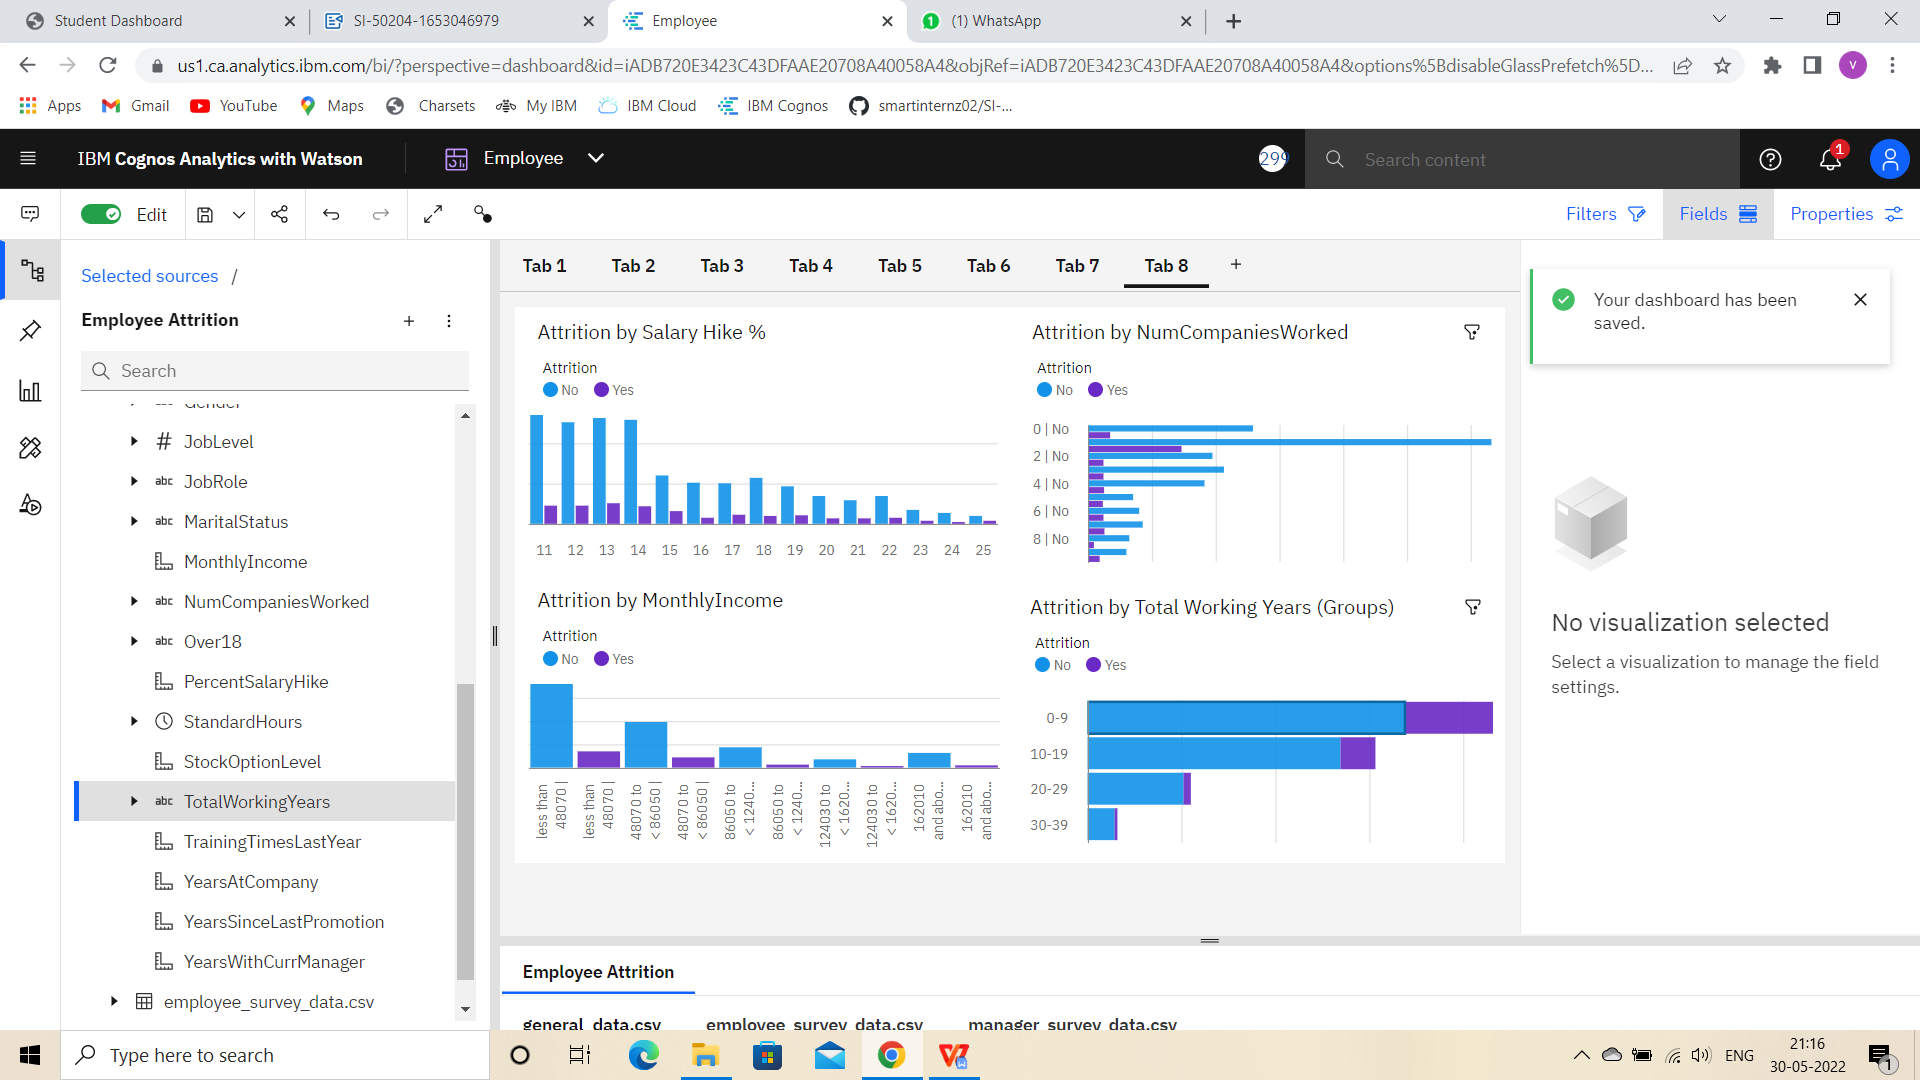 Student Dashboard
SI-50204-1653046979
Employee
(1) WhatsApp
us1.ca.analytics.ibm.com/bi/?perspective=dashboard&id=iADB720E3423C43DFAAE20708A40058A4&objRef=iADB720E3423C43DFAAE20708A40058A4&options%5BdisableGlassPrefetch%5D...
V
Apps
Gmail
YouTube
Maps
Charsets
My IBM
IBM Cloud
IBM Cognos
smartinternz02/SI-...
IBM Cognos Analytics with Watson
Employee
299
Search content
1
Edit
Filters
Fields
Properties
Selected sources /
Employee Attrition
Search
# JobLevel
abc JobRole
abc MaritalStatus
MonthlyIncome
abc NumCompaniesWorked
abc Over18
PercentSalaryHike
StandardHours
StockOptionLevel
abc TotalWorkingYears
TrainingTimesLastYear
YearsAtCompany
YearsSinceLastPromotion
YearsWithCurrManager
employee_survey_data.csv
Tab 1 Tab 2 Tab 3 Tab 4 Tab 5 Tab 6 Tab 7 Tab 8 +
Attrition by Salary Hike %
Attrition
No Yes
11 12 13 14 15 16 17 18 19 20 21 22 23 24 25
Attrition by NumCompaniesWorked
Attrition
No Yes
0 | No
2 | No
4 | No
6 | No
8 | No
Attrition by MonthlyIncome
Attrition
No Yes
less than 48070 |
less than 48070 |
48070 to < 86050 |
48070 to < 86050 |
86050 to < 1240...
86050 to < 1240...
124030 to < 1620...
124030 to < 1620...
162010 and abo...
162010 and abo...
Attrition by Total Working Years (Groups)
Attrition
No Yes
0-9
10-19
20-29
30-39
Your dashboard has been
saved.
No visualization selected
Select a visualization to manage the field
settings.
Employee Attrition
general_data.csv employee_survey_data.csv manager_survey_data.csv
Type here to search
ENG
21:16
30-05-2022
1